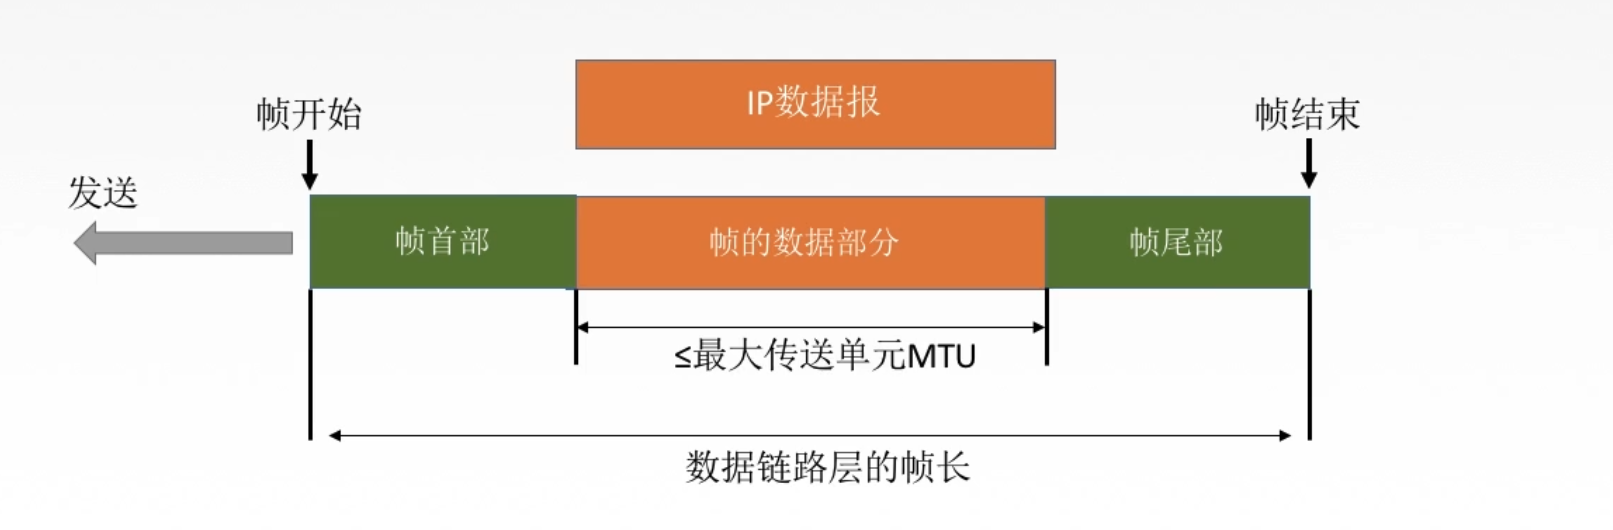 IP数据报
帧开始
帧结束
发送
帧首部
帧的数据部分
帧尾部
≤最大传送单元MTU
数据链路层的帧长